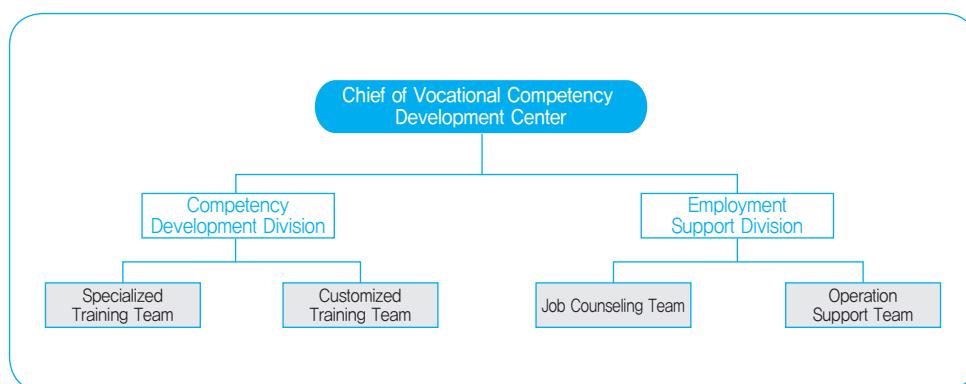 Chief of Vocational Competency
Development Center
Competency
Development Division
Employment
Support Division
Specialized
Training Team
Customized
Training Team
Job Counseling Team
Operation
Support Team